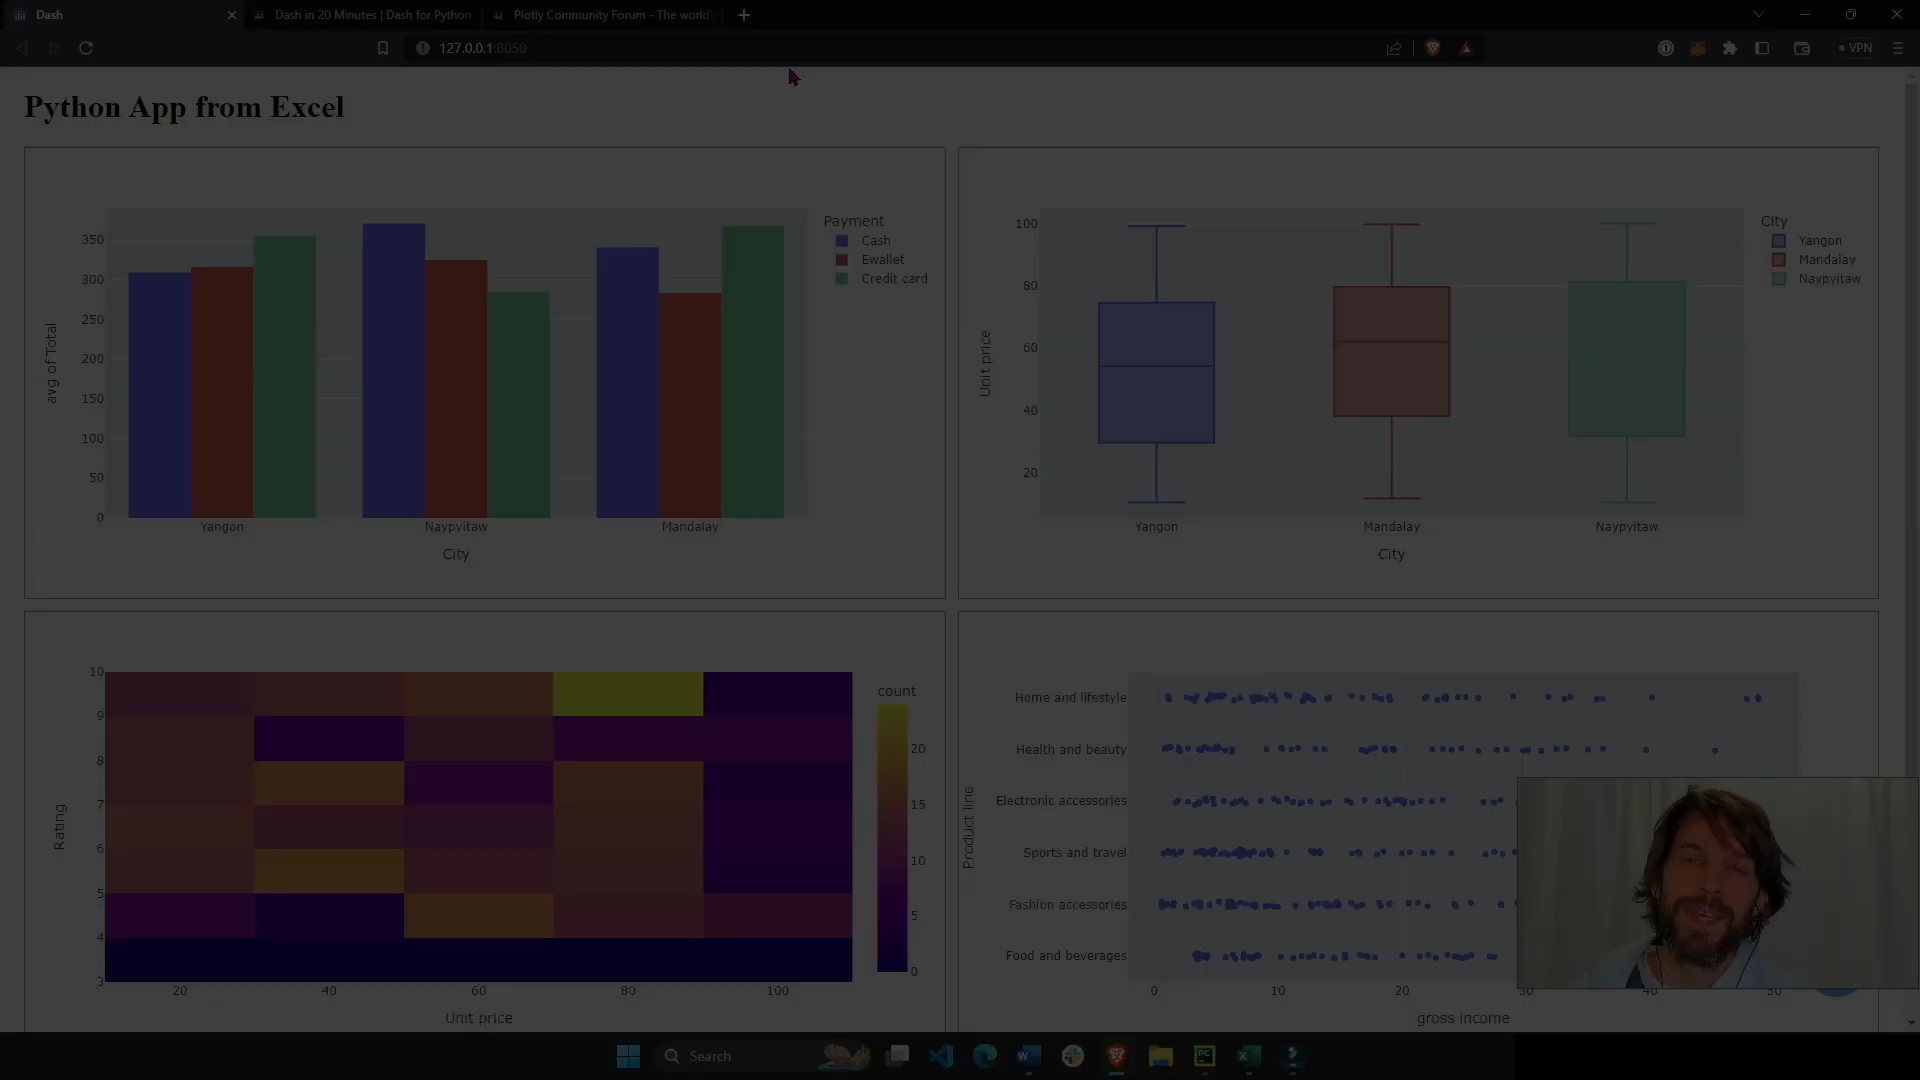 Dash
Dash in 20 Minutes | Dash for Python
Plotly Community Forum - The world'
127.0.0.1:8050
VPN
Python App from Excel
350
300
250
200
150
100
50
0
avg of Total
Yangon
Naypyitaw
Mandalay
City
Payment
Cash
Ewallet
Credit card
100
80
60
40
20
Unit price
Yangon
Mandalay
Naypyitaw
City
City
Yangon
Mandalay
Naypyitaw
10
9
8
7
6
5
4
3
Rating
20
40
60
80
100
Unit price
count
20
15
10
5
0
Product line
Home and lifestyle
Health and beauty
Electronic accessories
Sports and travel
Fashion accessories
Food and beverages
0
10
20
30
40
50
gross income
Search